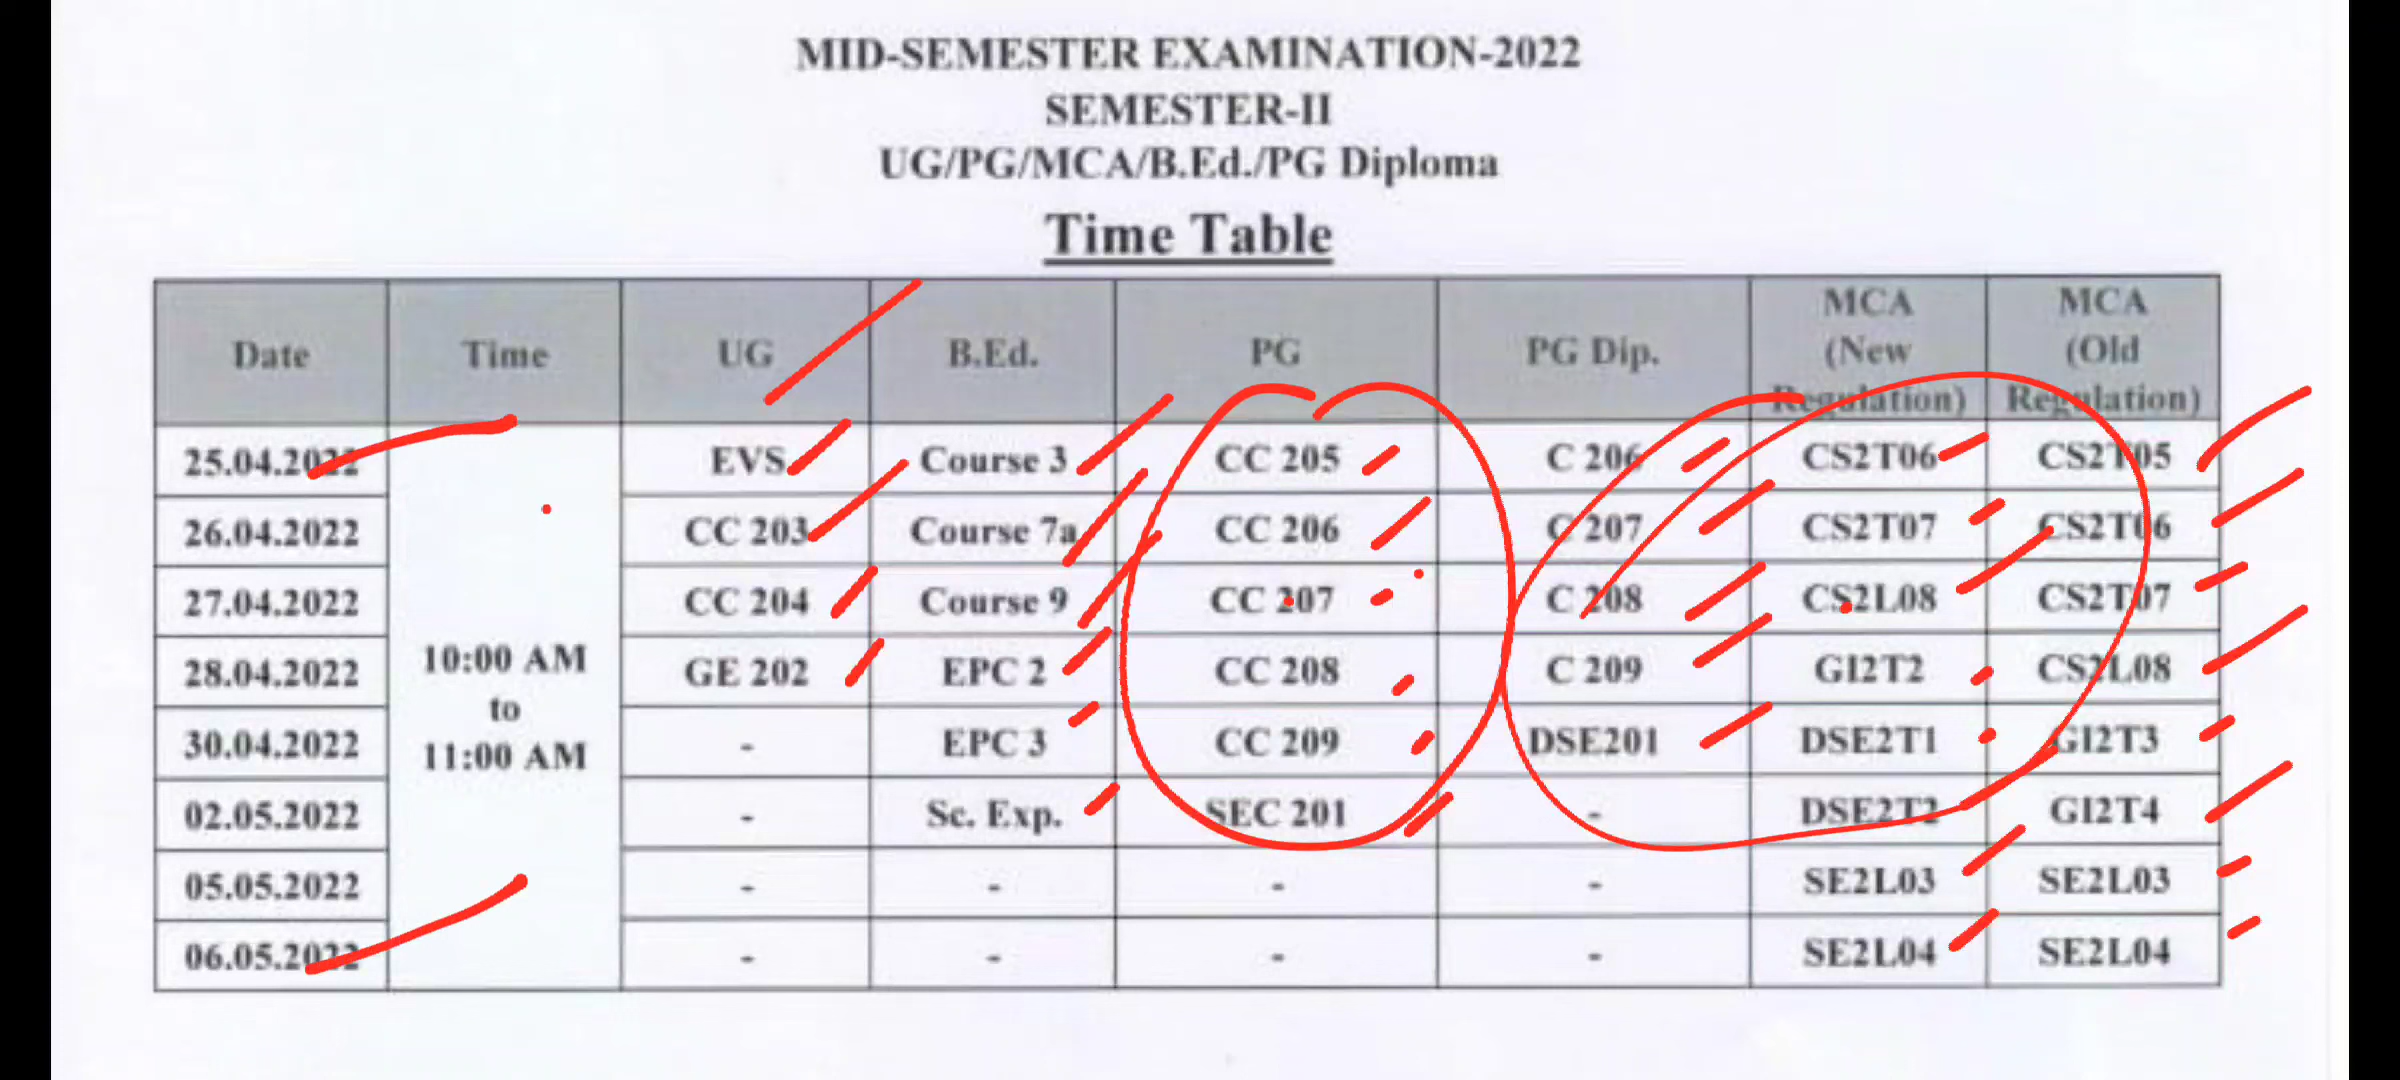 MID-SEMESTER EXAMINATION-2022
SEMESTER-II
UG/PG/MCA/B.Ed./PG Diploma
Time Table
Date Time UG B.Ed. PG PG Dip. MCA (New Regulation) MCA (Old Regulation)
25.04.2022 EVS Course 3 CC 205 C 206 CS2T06 CS2T05
26.04.2022 CC 203 Course 7a CC 206 C 207 CS2T07 CS2T06
27.04.2022 CC 204 Course 9 CC 207 C 208 CS2L08 CS2T07
28.04.2022 10:00 AM to 11:00 AM GE 202 EPC 2 CC 208 C 209 GI2T2 CS2L08
30.04.2022 - EPC 3 CC 209 DSE201 DSE2T1 GI2T3
02.05.2022 - Sc. Exp. SEC 201 - DSE2T2 GI2T4
05.05.2022 - - - - SE2L03 SE2L03
06.05.2022 - - - - SE2L04 SE2L04